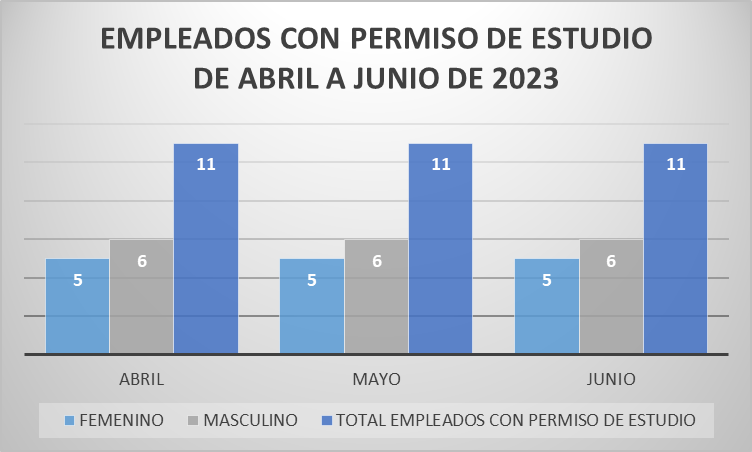 EMPLEADOS CON PERMISO DE ESTUDIO
DE ABRIL A JUNIO DE 2023
11 11 11
6 6 6
5 5 5
ABRIL MAYO JUNIO
FEMENINO MASCULINO TOTAL EMPLEADOS CON PERMISO DE ESTUDIO